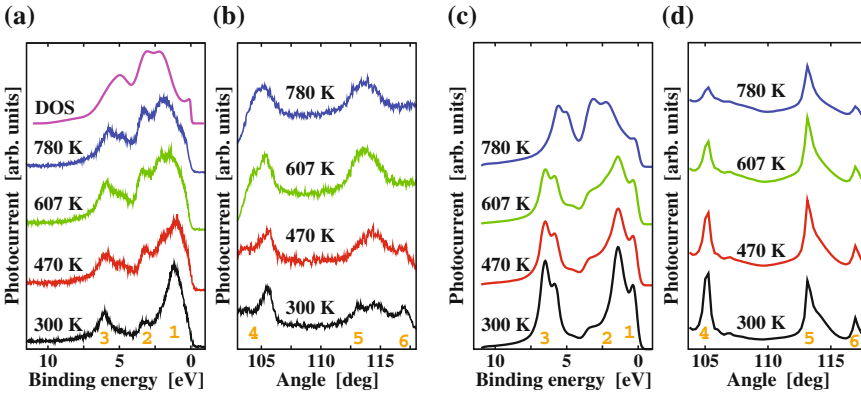 (a) (b) (c) (d)
Photocurrent [arb. units]
DOS
780 K
607 K
470 K
300 K
3 2 1
10 5 0
Binding energy [eV]
Photocurrent [arb. units]
780 K
607 K
470 K
300 K
4 5 6
105 110 115
Angle [deg]
Photocurrent [arb. units]
780 K
607 K
470 K
300 K
3 2 1
10 5 0
Binding energy [eV]
Photocurrent [arb. units]
780 K
607 K
470 K
300 K
4 5 6
105 110 115
Angle [deg]